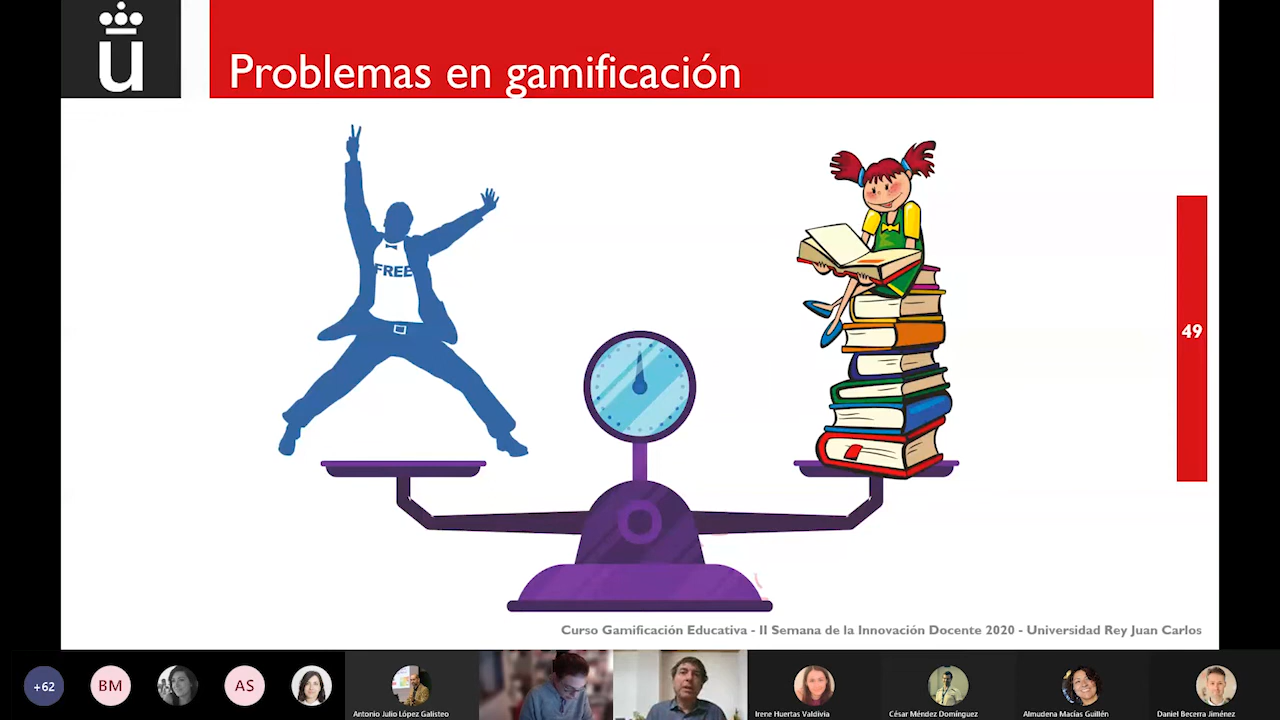 u
Problemas en gamificación
FREE
49
Curso Gamificación Educativa - II Semana de la Innovación Docente 2020 - Universidad Rey Juan Carlos
+62
BM
AS
Antonio Julio López Galisteo
Irene Huertas Valdivia
César Méndez Domínguez
Almudena Macías Guillén
Daniel Becerra Jiménez